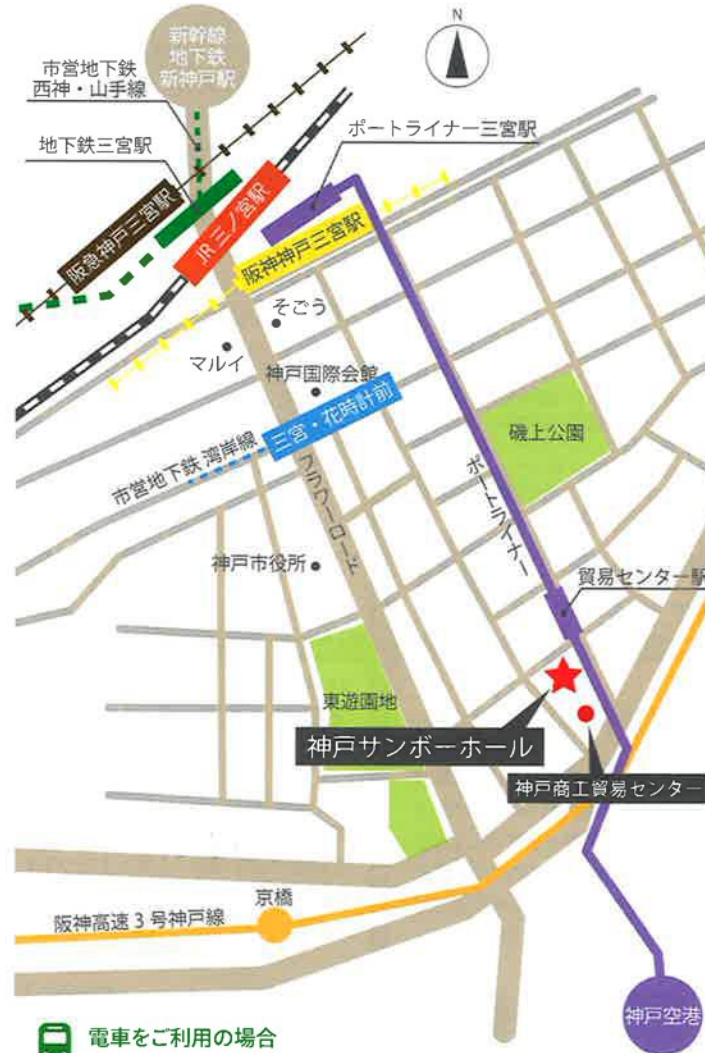 新幹線
地下鉄
新神戸駅
N
市営地下鉄
西神・山手線
地下鉄三宮駅
ポートライナー三宮駅
阪急神戸三宮駅
JR 三ノ宮駅
阪神神戸三宮駅
そごう
マルイ
神戸国際会館
三宮・花時計前
市営地下鉄 湾岸線
フラワーロード
磯上公園
ポートライナー
神戸市役所
貿易センター駅
東遊園地
神戸サンボーホール
神戸商工貿易センター
京橋
阪神高速 3 号神戸線
神戸空港
電車をご利用の場合